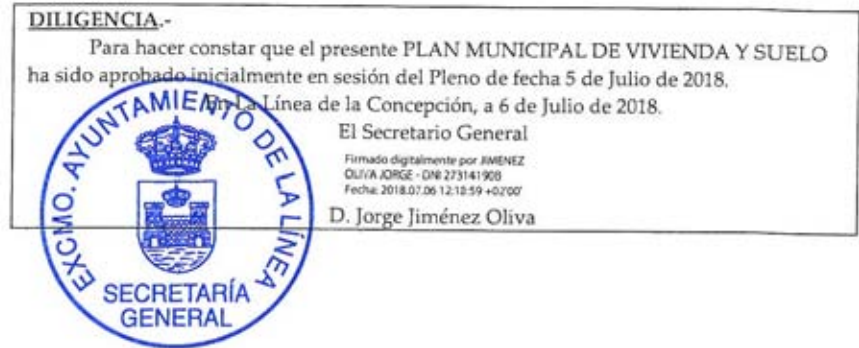 DILIGENCIA.-
Para hacer constar que el presente PLAN MUNICIPAL DE VIVIENDA Y SUELO
ha sido aprobado inicialmente en sesión del Pleno de fecha 5 de Julio de 2018.
En La Línea de la Concepción, a 6 de Julio de 2018.
El Secretario General
Firmado digitalmente por JIMENEZ
OLIVA JORGE - DNI 27314190B
Fecha: 2018.07.06 12:10:59 +02'00'
D. Jorge Jiménez Oliva
EXCMO. AYUNTAMIENTO DE LA LÍNEA
SECRETARÍA
GENERAL